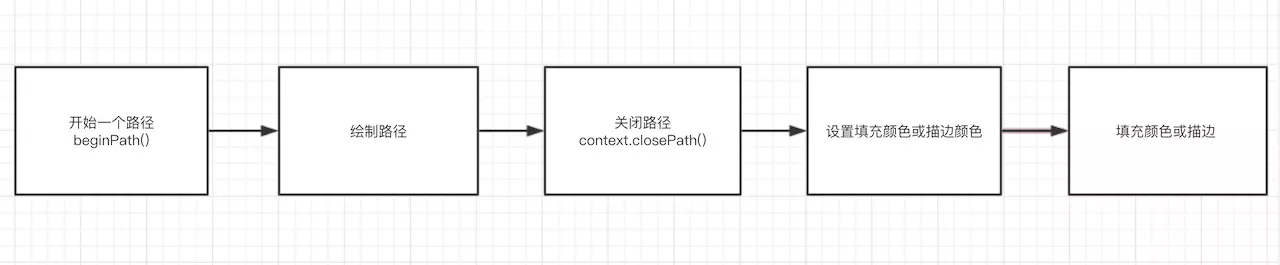 开始一个路径
beginPath()
绘制路径
关闭路径
context.closePath()
设置填充颜色或描边颜色
填充颜色或描边